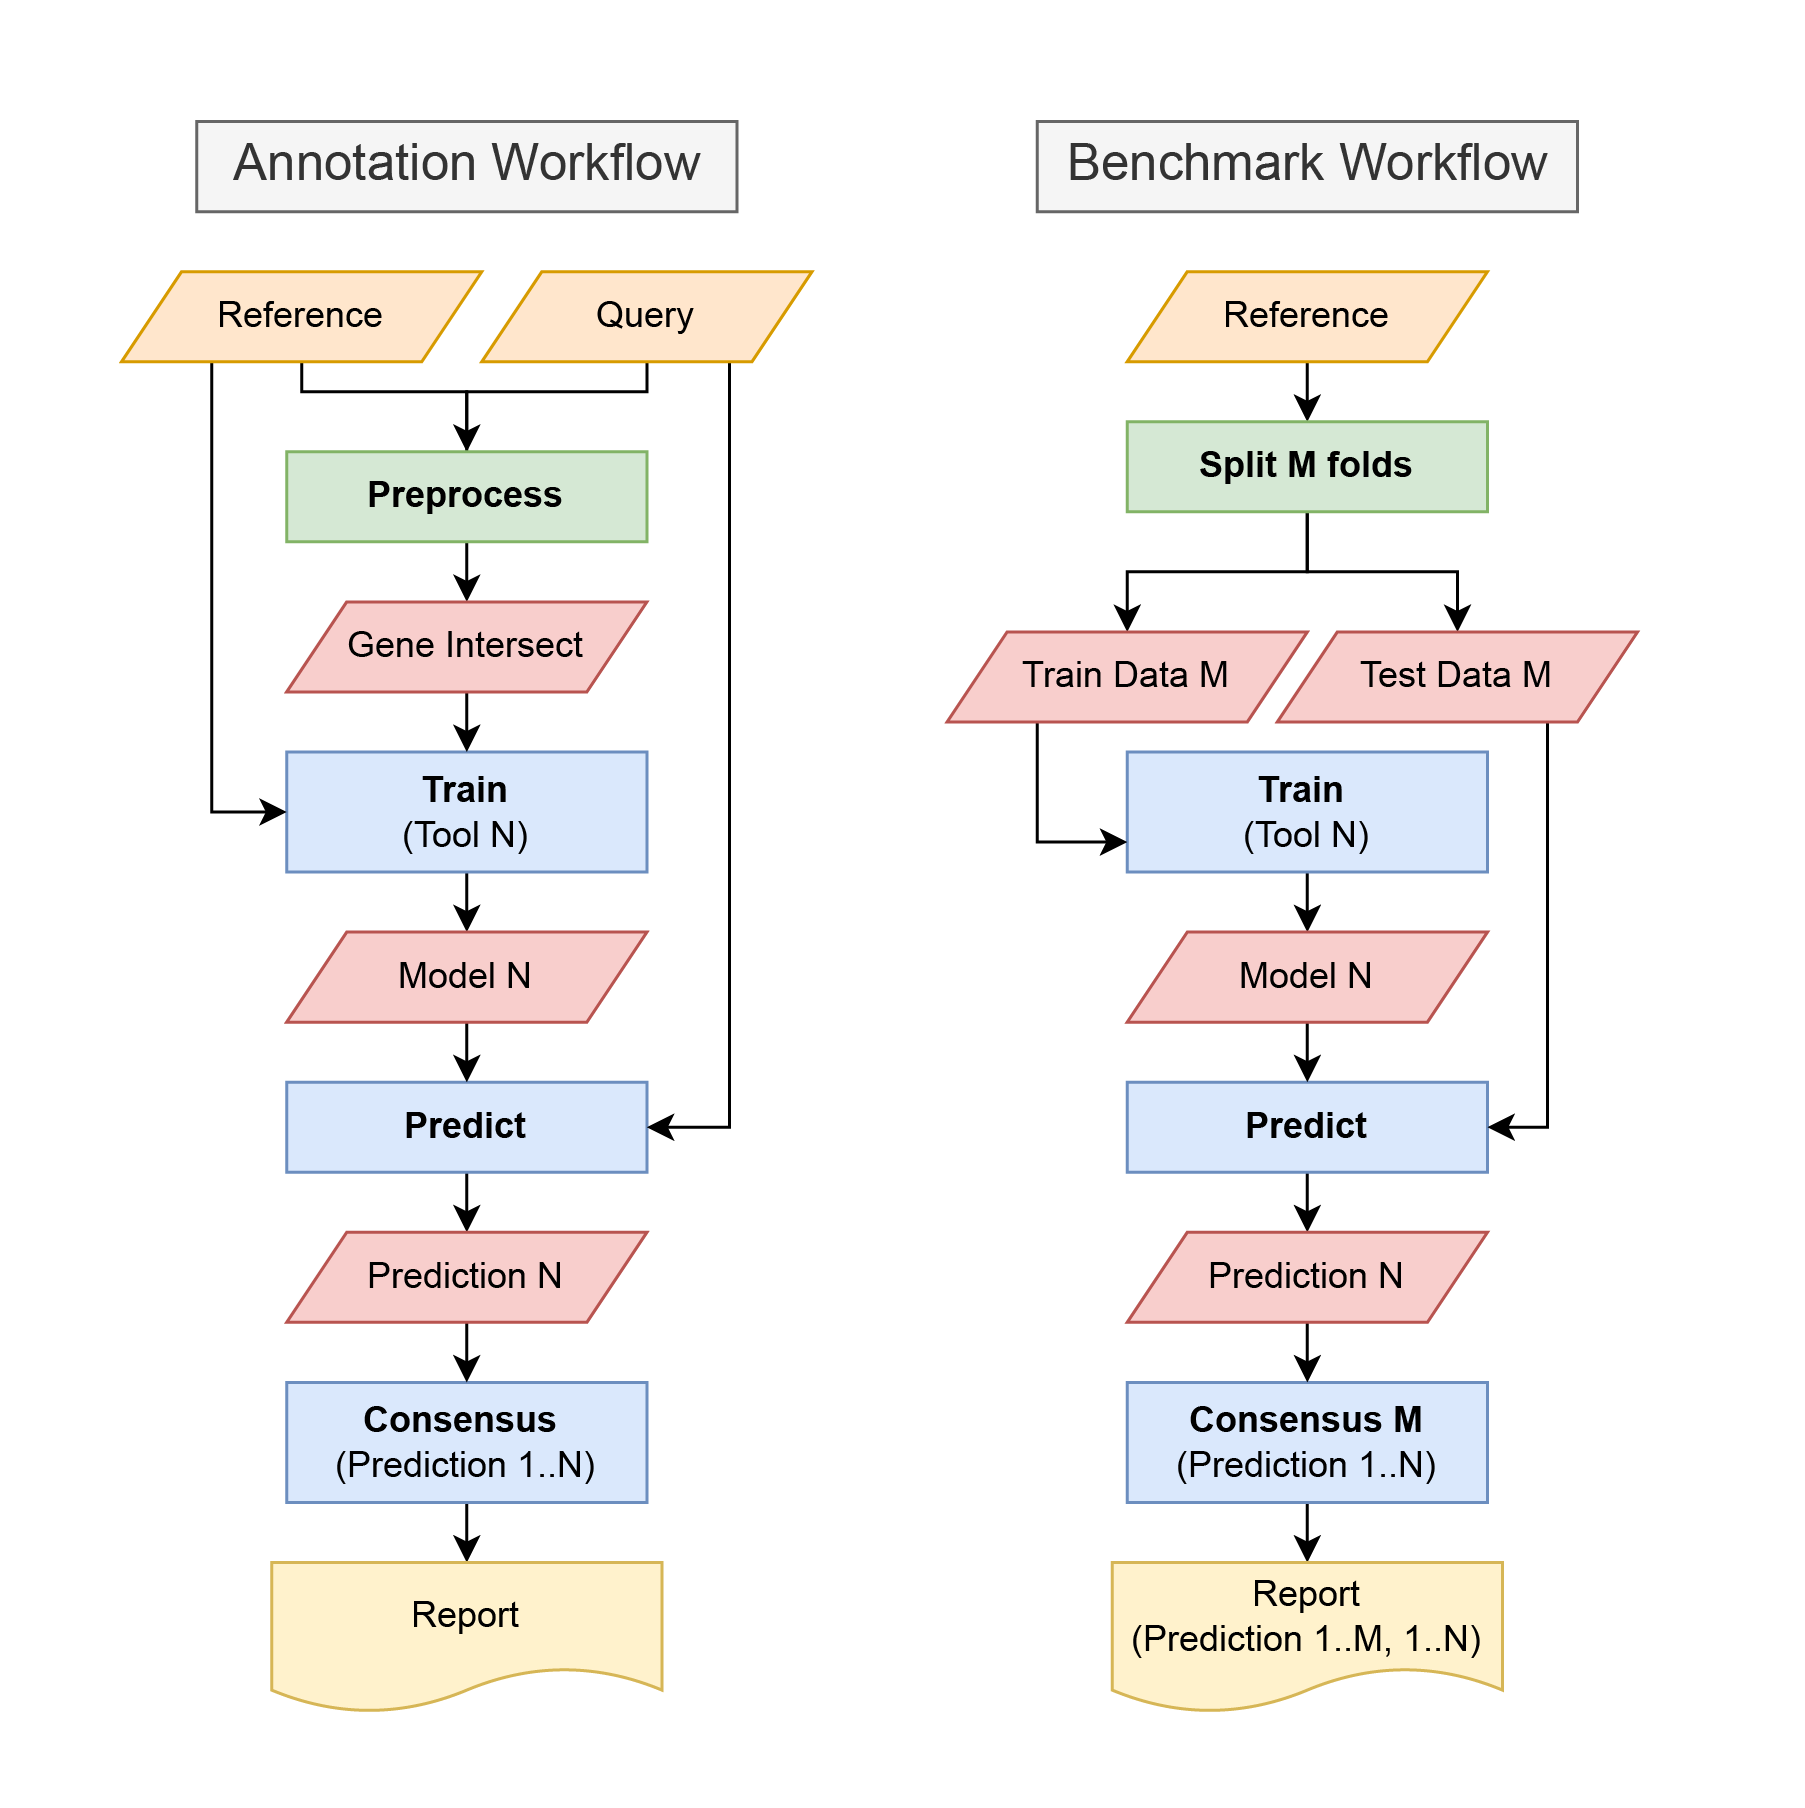 Annotation Workflow
Reference
Query
Preprocess
Gene Intersect
Train
(Tool N)
Model N
Predict
Prediction N
Consensus
(Prediction 1..N)
Report
Benchmark Workflow
Reference
Split M folds
Train Data M
Test Data M
Train
(Tool N)
Model N
Predict
Prediction N
Consensus M
(Prediction 1..N)
Report
(Prediction 1..M, 1..N)